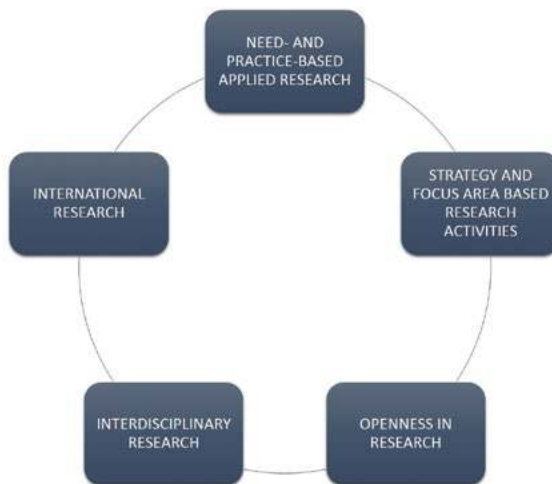 NEED- AND
PRACTICE-BASED
APPLIED RESEARCH
STRATEGY AND
FOCUS AREA BASED
RESEARCH
ACTIVITIES
OPENNESS IN
RESEARCH
INTERDISCIPLINARY
RESEARCH
INTERNATIONAL
RESEARCH